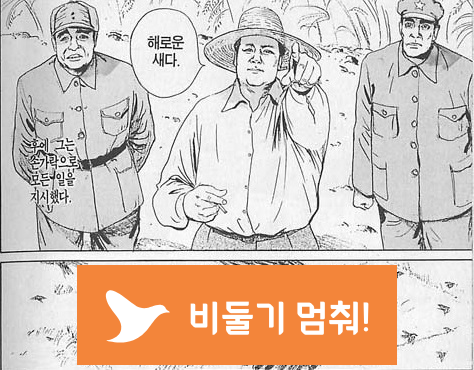 해로운
새다.
후에 그는
손가락으로
모든 일을
지시했다.
비둘기 멈춰!